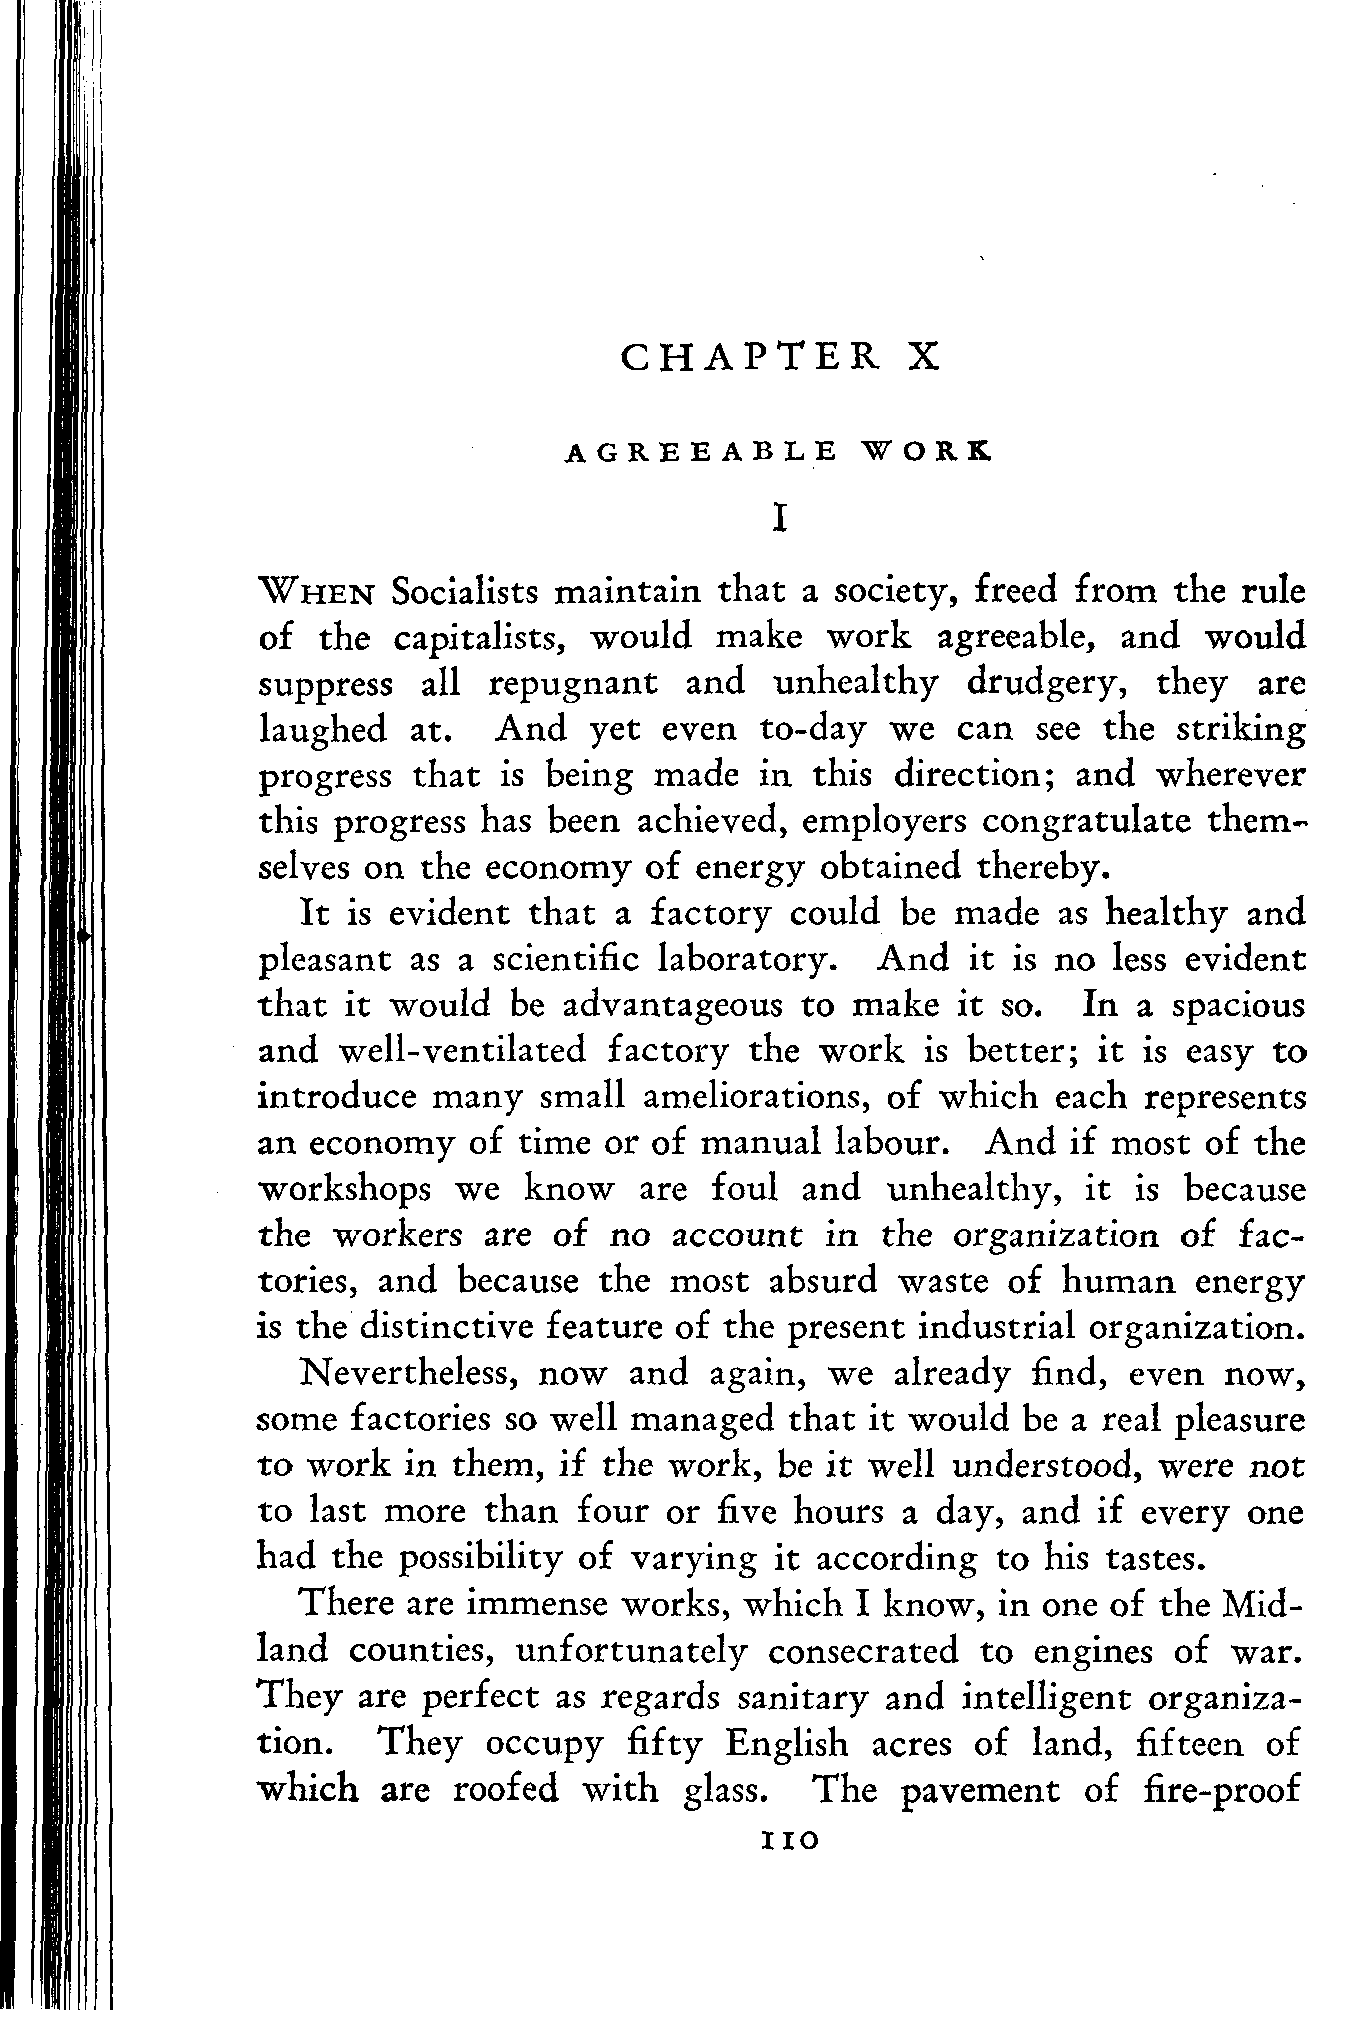 CHAPTER X
AGREEABLE WORK
I
WHEN Socialists maintain that a society, freed from the rule
of the capitalists, would make work agreeable, and would
suppress all repugnant and unhealthy drudgery, they are
laughed at. And yet even to-day we can see the striking
progress that is being made in this direction; and wherever
this progress has been achieved, employers congratulate them-
selves on the economy of energy obtained thereby.
It is evident that a factory could be made as healthy and
pleasant as a scientific laboratory. And it is no less evident
that it would be advantageous to make it so. In a spacious
and well-ventilated factory the work is better; it is easy to
introduce many small ameliorations, of which each represents
an economy of time or of manual labour. And if most of the
workshops we know are foul and unhealthy, it is because
the workers are of no account in the organization of fac-
tories, and because the most absurd waste of human energy
is the distinctive feature of the present industrial organization.
Nevertheless, now and again, we already find, even now,
some factories so well managed that it would be a real pleasure
to work in them, if the work, be it well understood, were not
to last more than four or five hours a day, and if every one
had the possibility of varying it according to his tastes.
There are immense works, which I know, in one of the Mid-
land counties, unfortunately consecrated to engines of war.
They are perfect as regards sanitary and intelligent organiza-
tion. They occupy fifty English acres of land, fifteen of
which are roofed with glass. The pavement of fire-proof
110